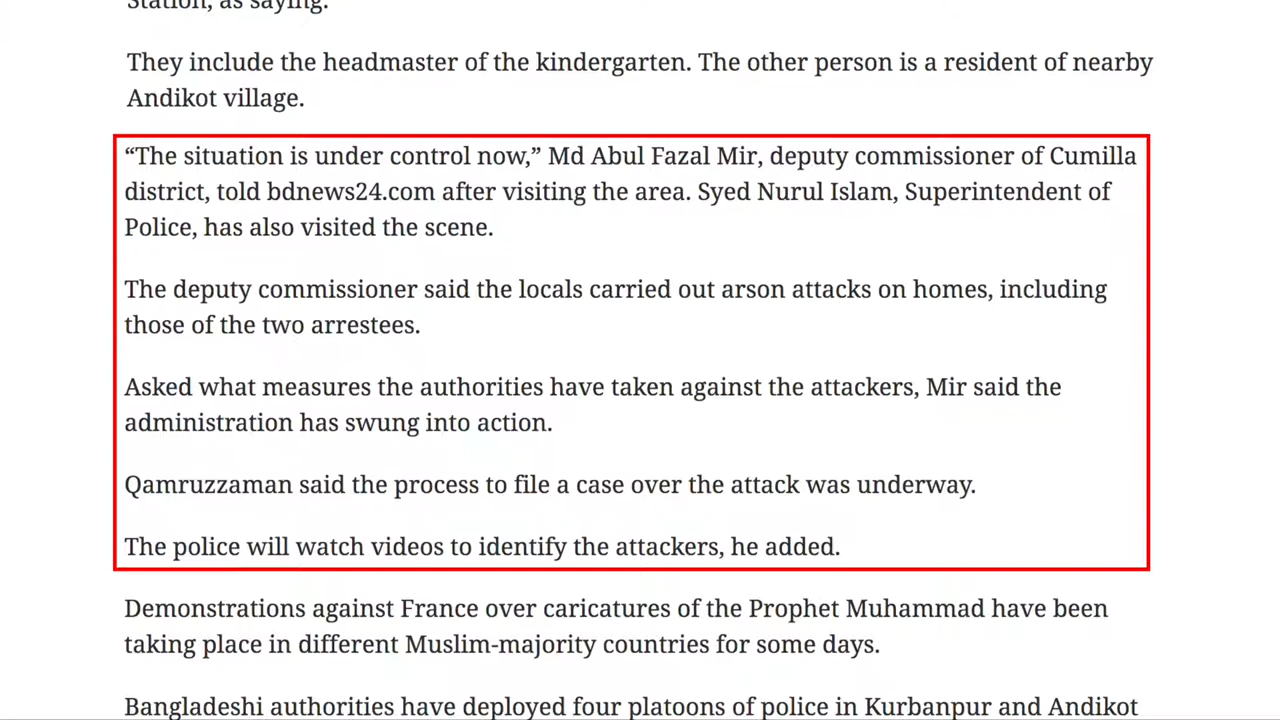 Station, as saying.
They include the headmaster of the kindergarten. The other person is a resident of nearby
Andikot village.
“The situation is under control now,” Md Abul Fazal Mir, deputy commissioner of Cumilla
district, told bdnews24.com after visiting the area. Syed Nurul Islam, Superintendent of
Police, has also visited the scene.
The deputy commissioner said the locals carried out arson attacks on homes, including
those of the two arrestees.
Asked what measures the authorities have taken against the attackers, Mir said the
administration has swung into action.
Qamruzzaman said the process to file a case over the attack was underway.
The police will watch videos to identify the attackers, he added.
Demonstrations against France over caricatures of the Prophet Muhammad have been
taking place in different Muslim-majority countries for some days.
Bangladeshi authorities have deployed four platoons of police in Kurbanpur and Andikot